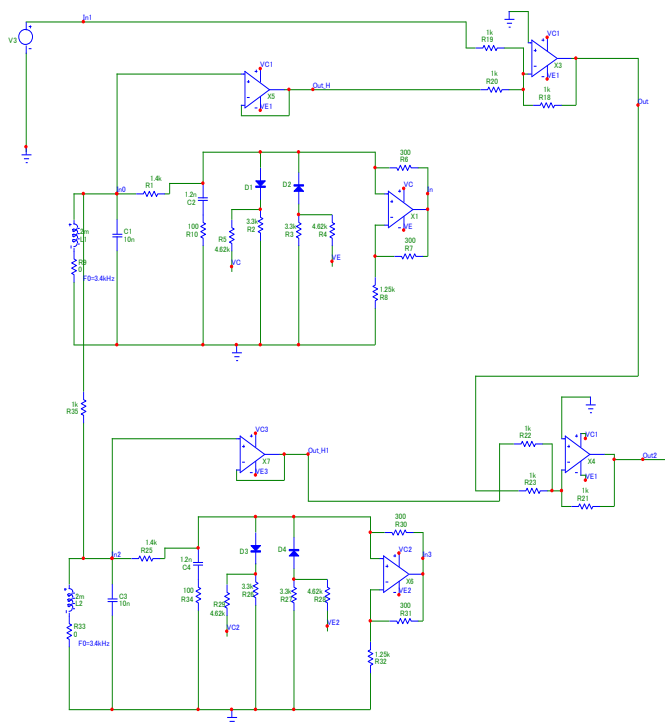 In1
V3
1k
R19
VC1
X3
VE1
1k
R20
1k
R18
Out
VC1
X5
VE1
Out_H
300
R6
1.4k
R1
In0
1.2n
C2
D1
D2
VC
In
X1
VE
100
R10
R5
4.62k
3.3k
R2
3.3k
R3
4.62k
R4
VC
VE
300
R7
L1
C1
10n
R9
0
F0=3.4kHz
1.25k
R8
1k
R35
VC3
X7
VE3
Out_H1
1k
R22
1k
R23
VC1
X4
VE1
Out2
1k
R21
300
R30
1.4k
R25
In2
1.2n
C4
D3
D4
VC2
In3
X6
VE2
100
R34
R29
4.62k
3.3k
R26
3.3k
R27
4.62k
R28
VC2
VE2
300
R31
L2
C3
10n
R33
0
F0=3.4kHz
1.25k
R32